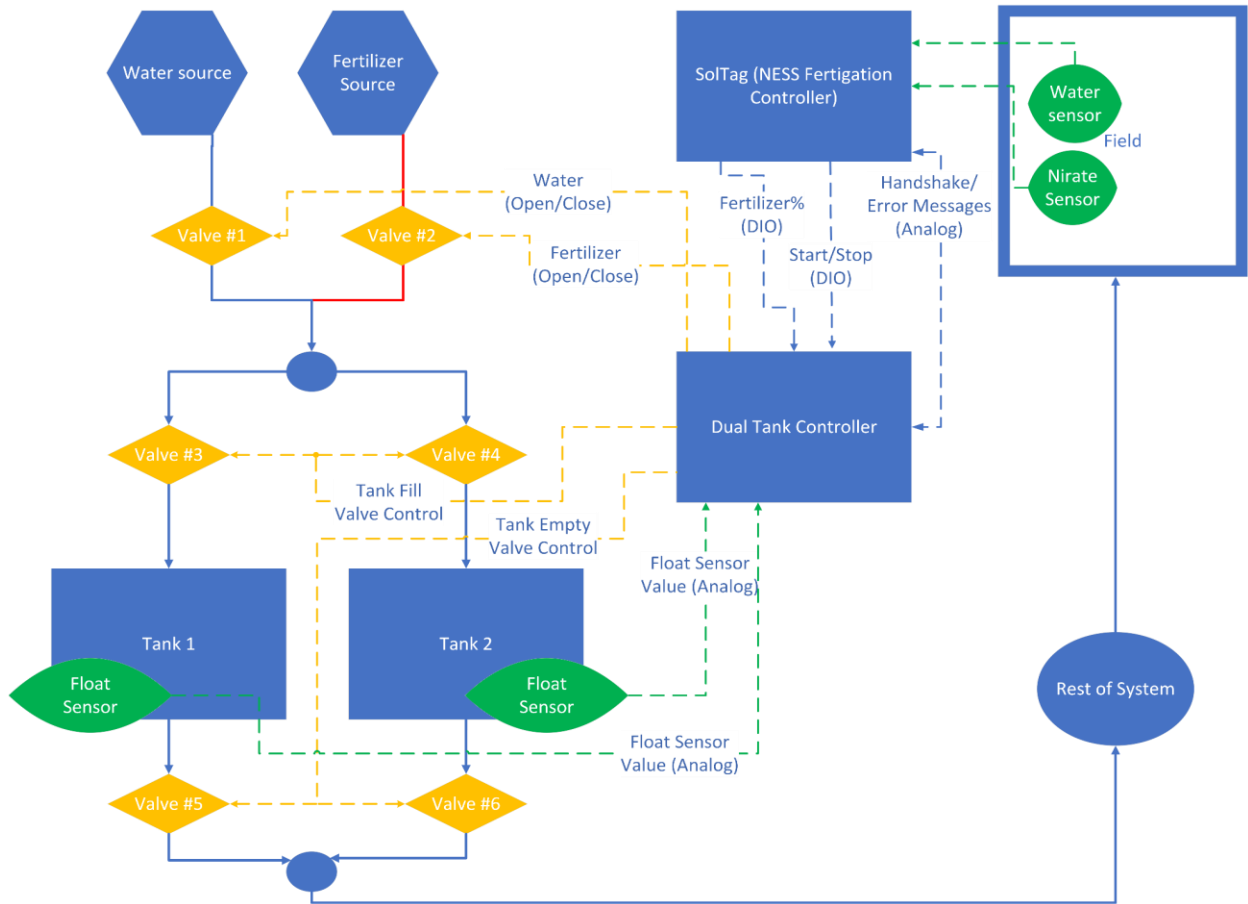 Water source
Fertilizer
Source
SolTag (NESS Fertigation
Controller)
Water
sensor
Field
Nirate
Sensor
Water
(Open/Close)
Fertilizer%
(DIO)
Handshake/
Error Messages
(Analog)
Valve #1
Valve #2
Fertilizer
(Open/Close)
Start/Stop
(DIO)
Dual Tank Controller
Valve #3
Valve #4
Tank Fill
Valve Control
Tank Empty
Valve Control
Float Sensor
Value (Analog)
Tank 1
Tank 2
Float
Sensor
Float
Sensor
Rest of System
Float Sensor
Value (Analog)
Valve #5
Valve #6